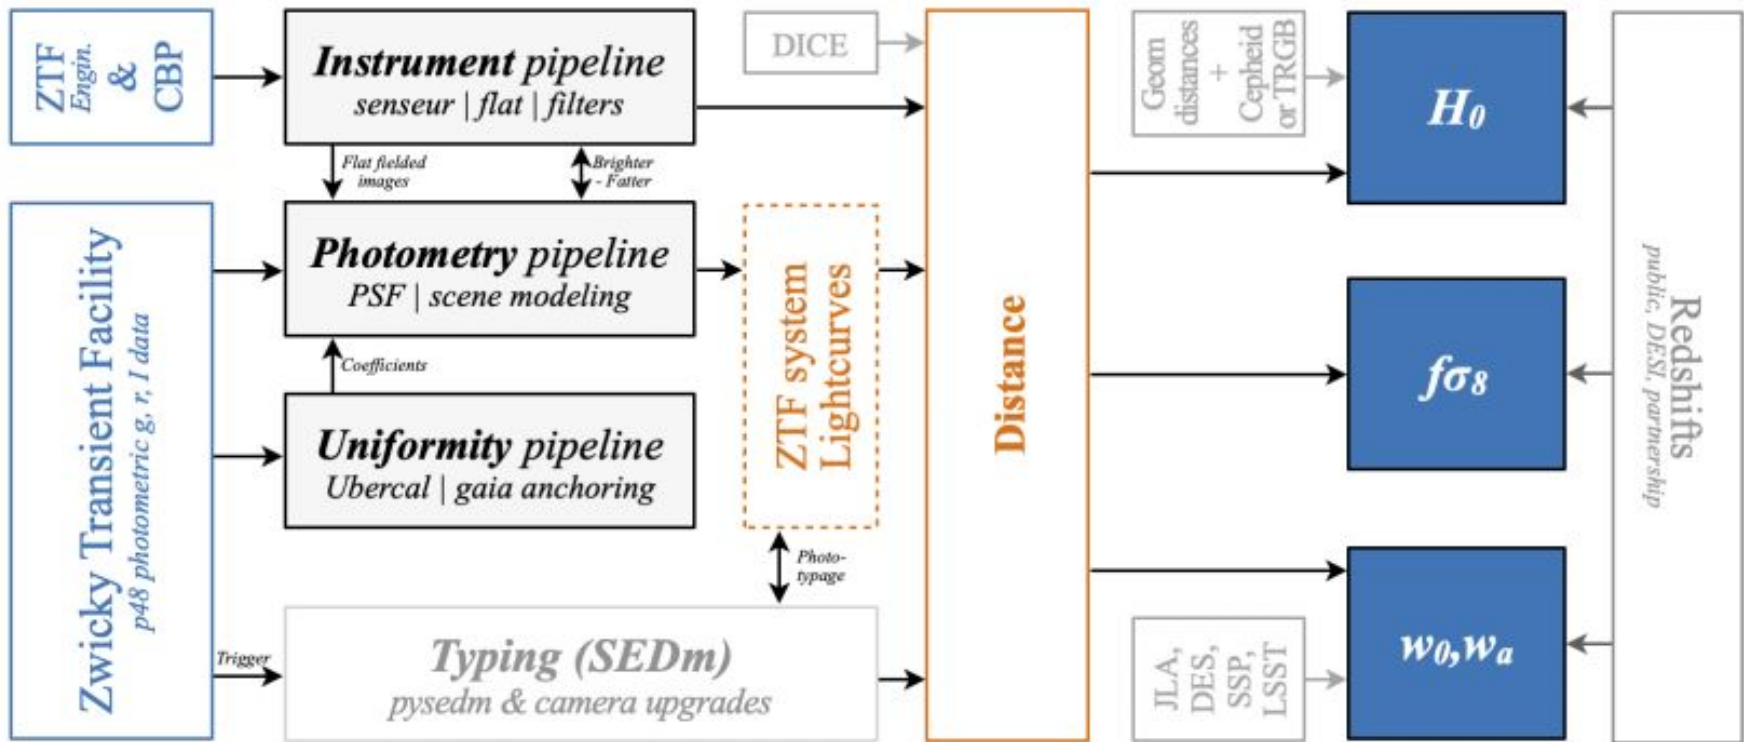 ZTF
Engin.
&
CBP
Instrument pipeline
senseur | flat | filters
DICE
Geom
distances
+
Cepheid
or TRGB
H0
Flat fielded
images
Brighter
- Fatter
Zwicky Transient Facility
p48 photometric g, r, I data
Photometry pipeline
PSF | scene modeling
ZTF system
Lightcurves
Distance
Redshifts
public, DESI, partnership
Coefficients
fσ8
Uniformity pipeline
Ubercal | gaia anchoring
Photo-
typage
Trigger
Typing (SEDm)
pysedm & camera upgrades
JLA,
DES,
SSP,
LSST
w0,wa